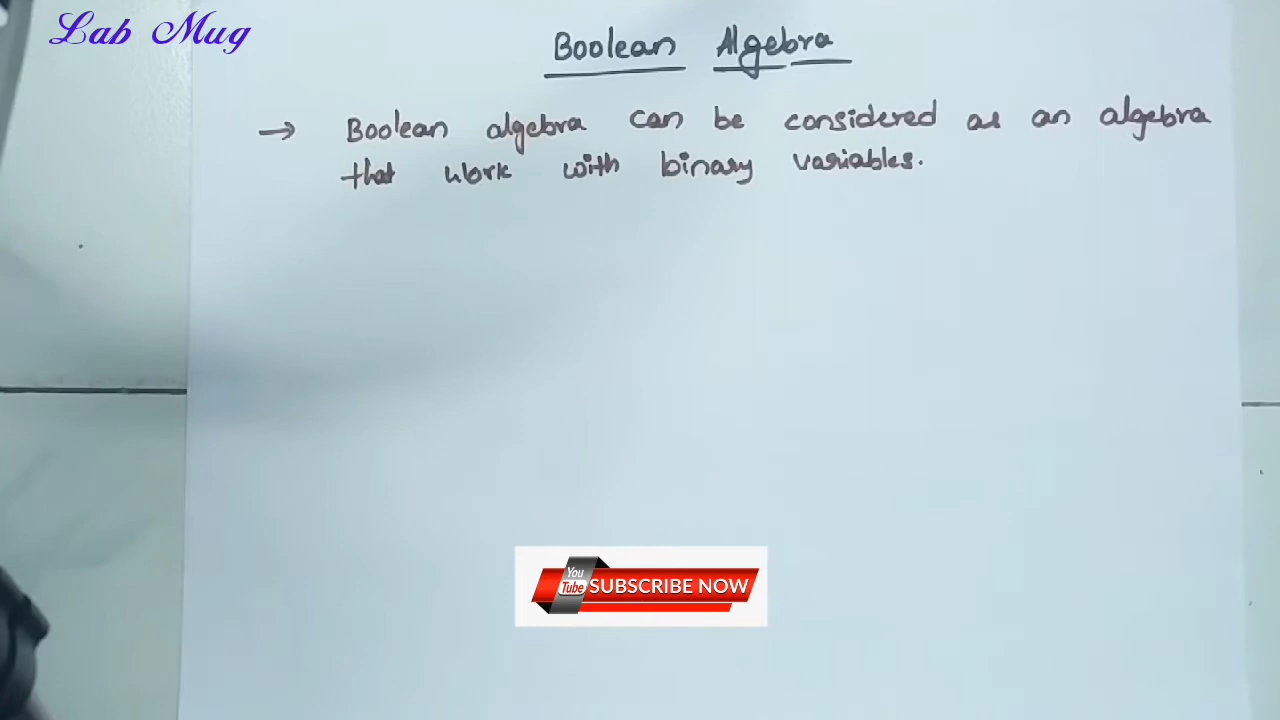 Lab Mug
Boolean Algebra
→ Boolean algebra can be considered as an algebra
that work with binary variables.
You
Tube
SUBSCRIBE NOW